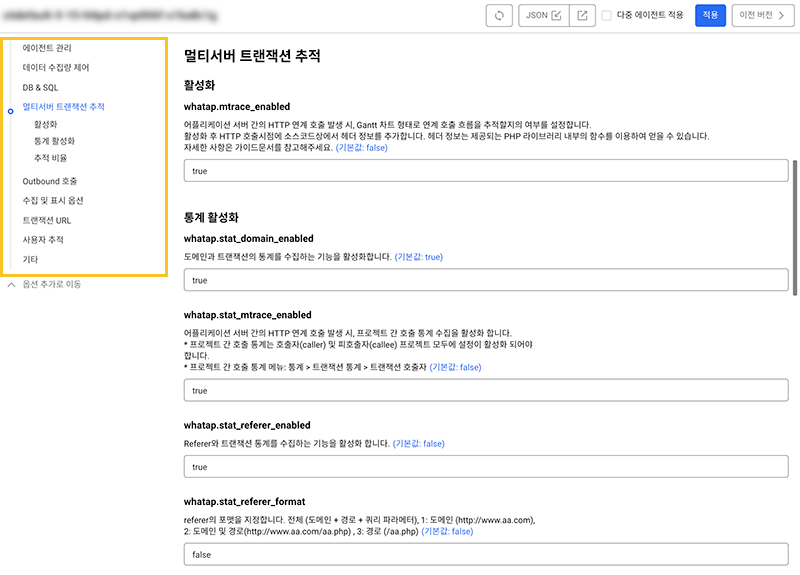 JSON
다중 에이전트 적용
적용
이전 버전
에이전트 관리
데이터 수집량 제어
DB & SQL
멀티서버 트랜잭션 추적
활성화
통계 활성화
추적 비율
Outbound 호출
수집 및 표시 옵션
트랜잭션 URL
사용자 추적
기타
옵션 추가로 이동
멀티서버 트랜잭션 추적
활성화
whatap.mtrace_enabled
어플리케이션 서버 간의 HTTP 연계 호출 발생 시, Gantt 차트 형태로 연계 호출 흐름을 추적할지의 여부를 설정합니다.
활성화 후 HTTP 호출시점에 소스코드상에서 헤더 정보를 추가합니다. 헤더 정보는 제공되는 PHP 라이브러리 내부의 함수를 이용하여 얻을 수 있습니다.
자세한 사항은 가이드문서를 참고해주세요. (기본값: false)
true
통계 활성화
whatap.stat_domain_enabled
도메인과 트랜잭션의 통계를 수집하는 기능을 활성화합니다. (기본값: true)
true
whatap.stat_mtrace_enabled
어플리케이션 서버 간의 HTTP 연계 호출 발생 시, 프로젝트 간 호출 통계 수집을 활성화 합니다.
* 프로젝트 간 호출 통계는 호출자(caller) 및 피호출자(callee) 프로젝트 모두에 설정이 활성화 되어야
합니다.
* 프로젝트 간 호출 통계 메뉴: 통계 > 트랜잭션 통계 > 트랜잭션 호출자 (기본값: false)
true
whatap.stat_referer_enabled
Referer와 트랜잭션 통계를 수집하는 기능을 활성화 합니다. (기본값: false)
true
whatap.stat_referer_format
referer의 포맷을 지정합니다. 전체 (도메인 + 경로 + 쿼리 파라메터), 1: 도메인 (http://www.aa.com),
2: 도메인 및 경로(http://www.aa.com/aa.php) , 3: 경로 (/aa.php) (기본값: false)
false